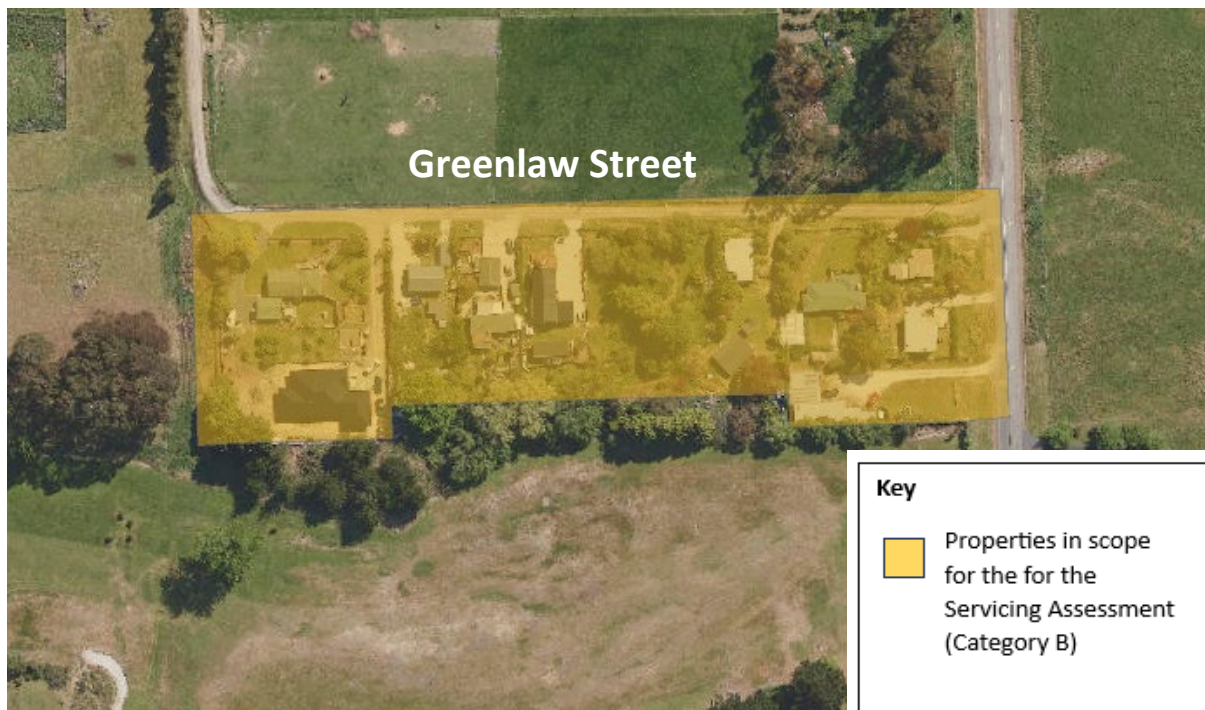 Greenlaw Street
Key
Properties in scope
for the for the
Servicing Assessment
(Category B)